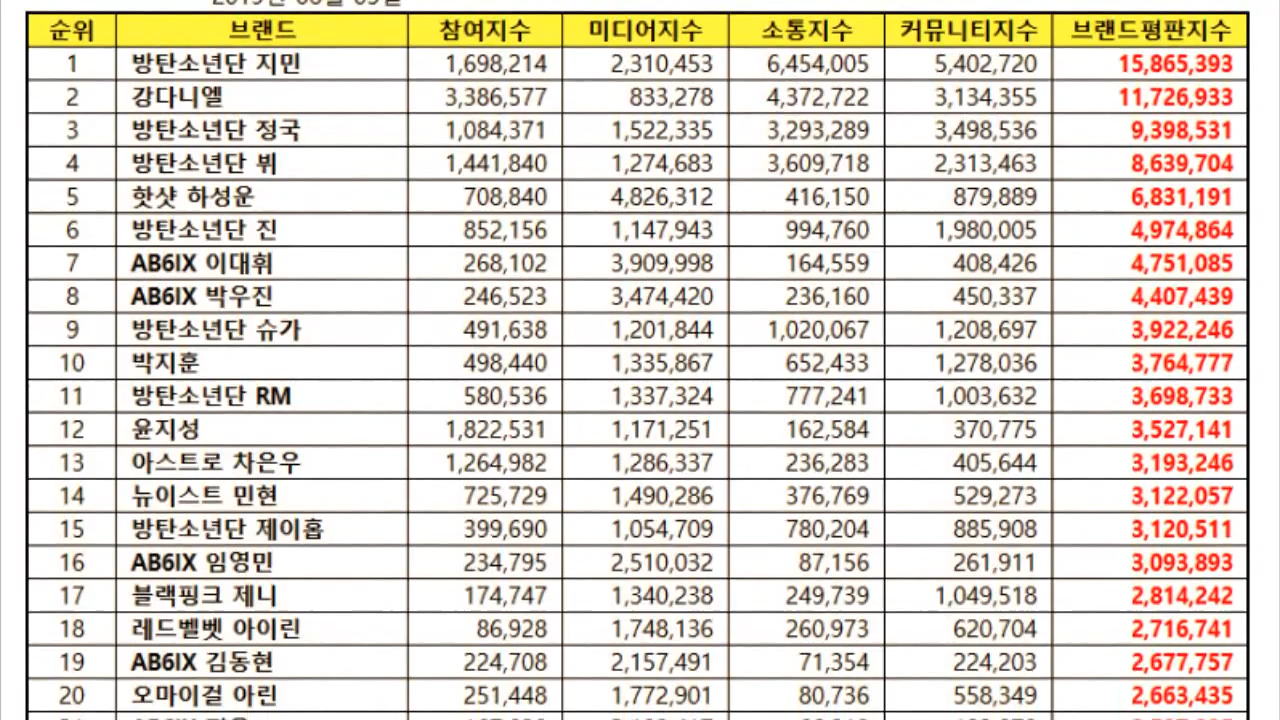 순위 브랜드 참여지수 미디어지수 소통지수 커뮤니티지수 브랜드평판지수
1 방탄소년단 지민 1,698,214 2,310,453 6,454,005 5,402,720 15,865,393
2 강다니엘 3,386,577 833,278 4,372,722 3,134,355 11,726,933
3 방탄소년단 정국 1,084,371 1,522,335 3,293,289 3,498,536 9,398,531
4 방탄소년단 뷔 1,441,840 1,274,683 3,609,718 2,313,463 8,639,704
5 핫샷 하성운 708,840 4,826,312 416,150 879,889 6,831,191
6 방탄소년단 진 852,156 1,147,943 994,760 1,980,005 4,974,864
7 AB6IX 이대휘 268,102 3,909,998 164,559 408,426 4,751,085
8 AB6IX 박우진 246,523 3,474,420 236,160 450,337 4,407,439
9 방탄소년단 슈가 491,638 1,201,844 1,020,067 1,208,697 3,922,246
10 박지훈 498,440 1,335,867 652,433 1,278,036 3,764,777
11 방탄소년단 RM 580,536 1,337,324 777,241 1,003,632 3,698,733
12 윤지성 1,822,531 1,171,251 162,584 370,775 3,527,141
13 아스트로 차은우 1,264,982 1,286,337 236,283 405,644 3,193,246
14 뉴이스트 민현 725,729 1,490,286 376,769 529,273 3,122,057
15 방탄소년단 제이홉 399,690 1,054,709 780,204 885,908 3,120,511
16 AB6IX 임영민 234,795 2,510,032 87,156 261,911 3,093,893
17 블랙핑크 제니 174,747 1,340,238 249,739 1,049,518 2,814,242
18 레드벨벳 아이린 86,928 1,748,136 260,973 620,704 2,716,741
19 AB6IX 김동현 224,708 2,157,491 71,354 224,203 2,677,757
20 오마이걸 아린 251,448 1,772,901 80,736 558,349 2,663,435